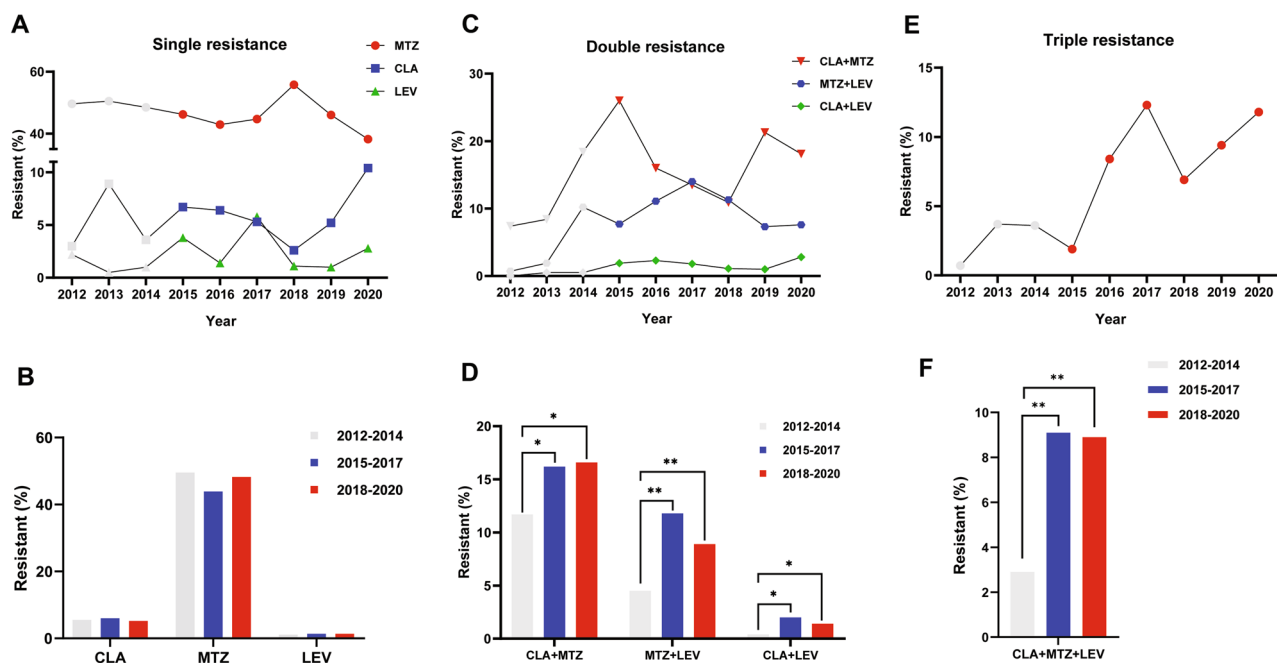 A
Single resistance
MTZ
CLA
LEV
60
40
10
5
0
Resistant (%)
2012 2013 2014 2015 2016 2017 2018 2019 2020
Year
C
Double resistance
CLA+MTZ
MTZ+LEV
CLA+LEV
30
20
10
0
Resistant (%)
2012 2013 2014 2015 2016 2017 2018 2019 2020
Year
E
Triple resistance
15
10
5
0
Resistant (%)
2012 2013 2014 2015 2016 2017 2018 2019 2020
Year
B
2012-2014
2015-2017
2018-2020
60
40
20
0
Resistant (%)
CLA MTZ LEV
D
2012-2014
2015-2017
2018-2020
20
15
10
5
0
Resistant (%)
*
*
**
**
*
*
CLA+MTZ MTZ+LEV CLA+LEV
F
2012-2014
2015-2017
2018-2020
10
8
6
4
2
0
Resistant (%)
**
**
CLA+MTZ+LEV